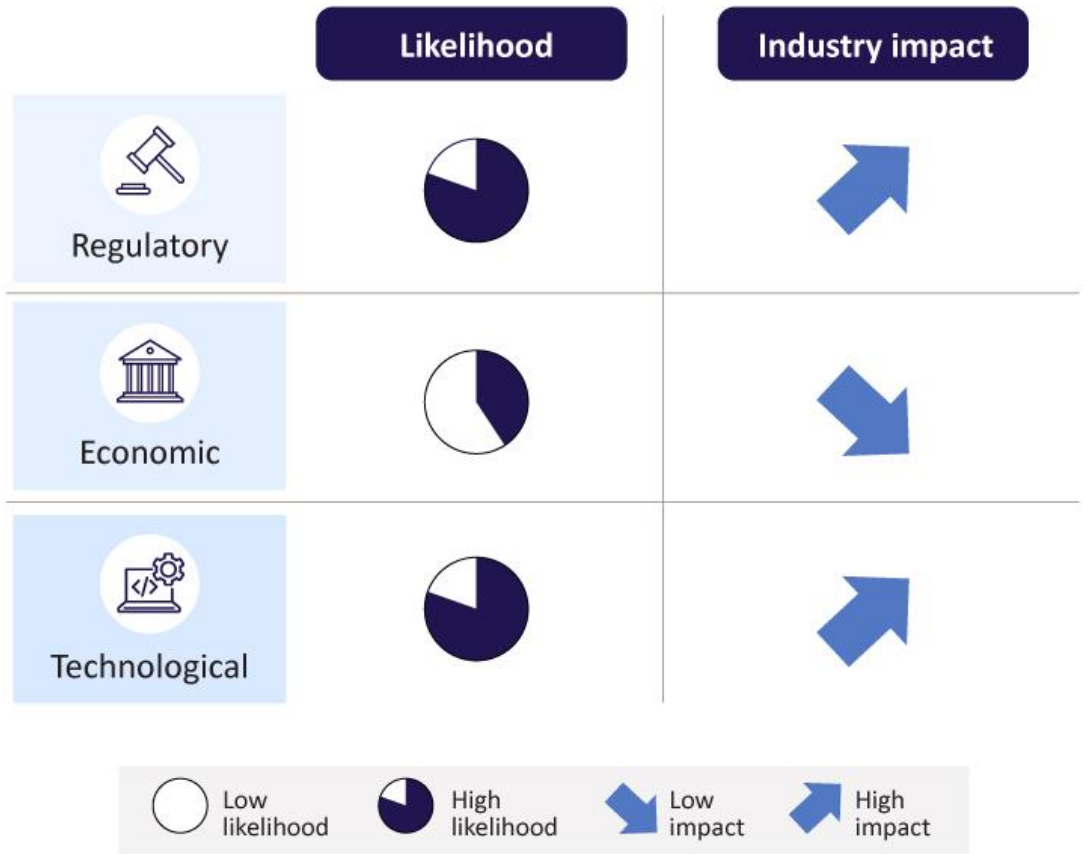 Likelihood
Industry impact
Regulatory
Economic
</>
Technological
Low
likelihood
High
likelihood
Low
impact
High
impact